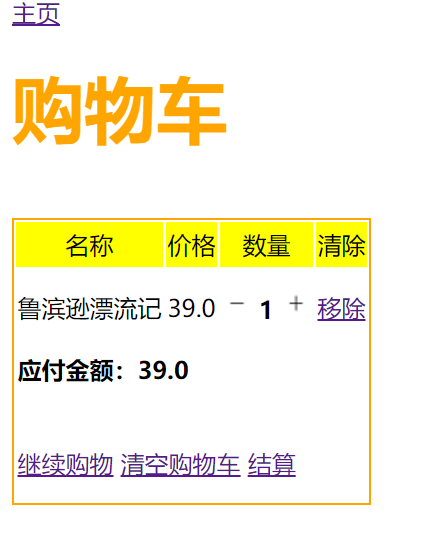 主页
购物车
名称 价格 数量 清除
鲁滨逊漂流记 39.0 − 1 + 移除
应付金额：39.0
继续购物 清空购物车 结算